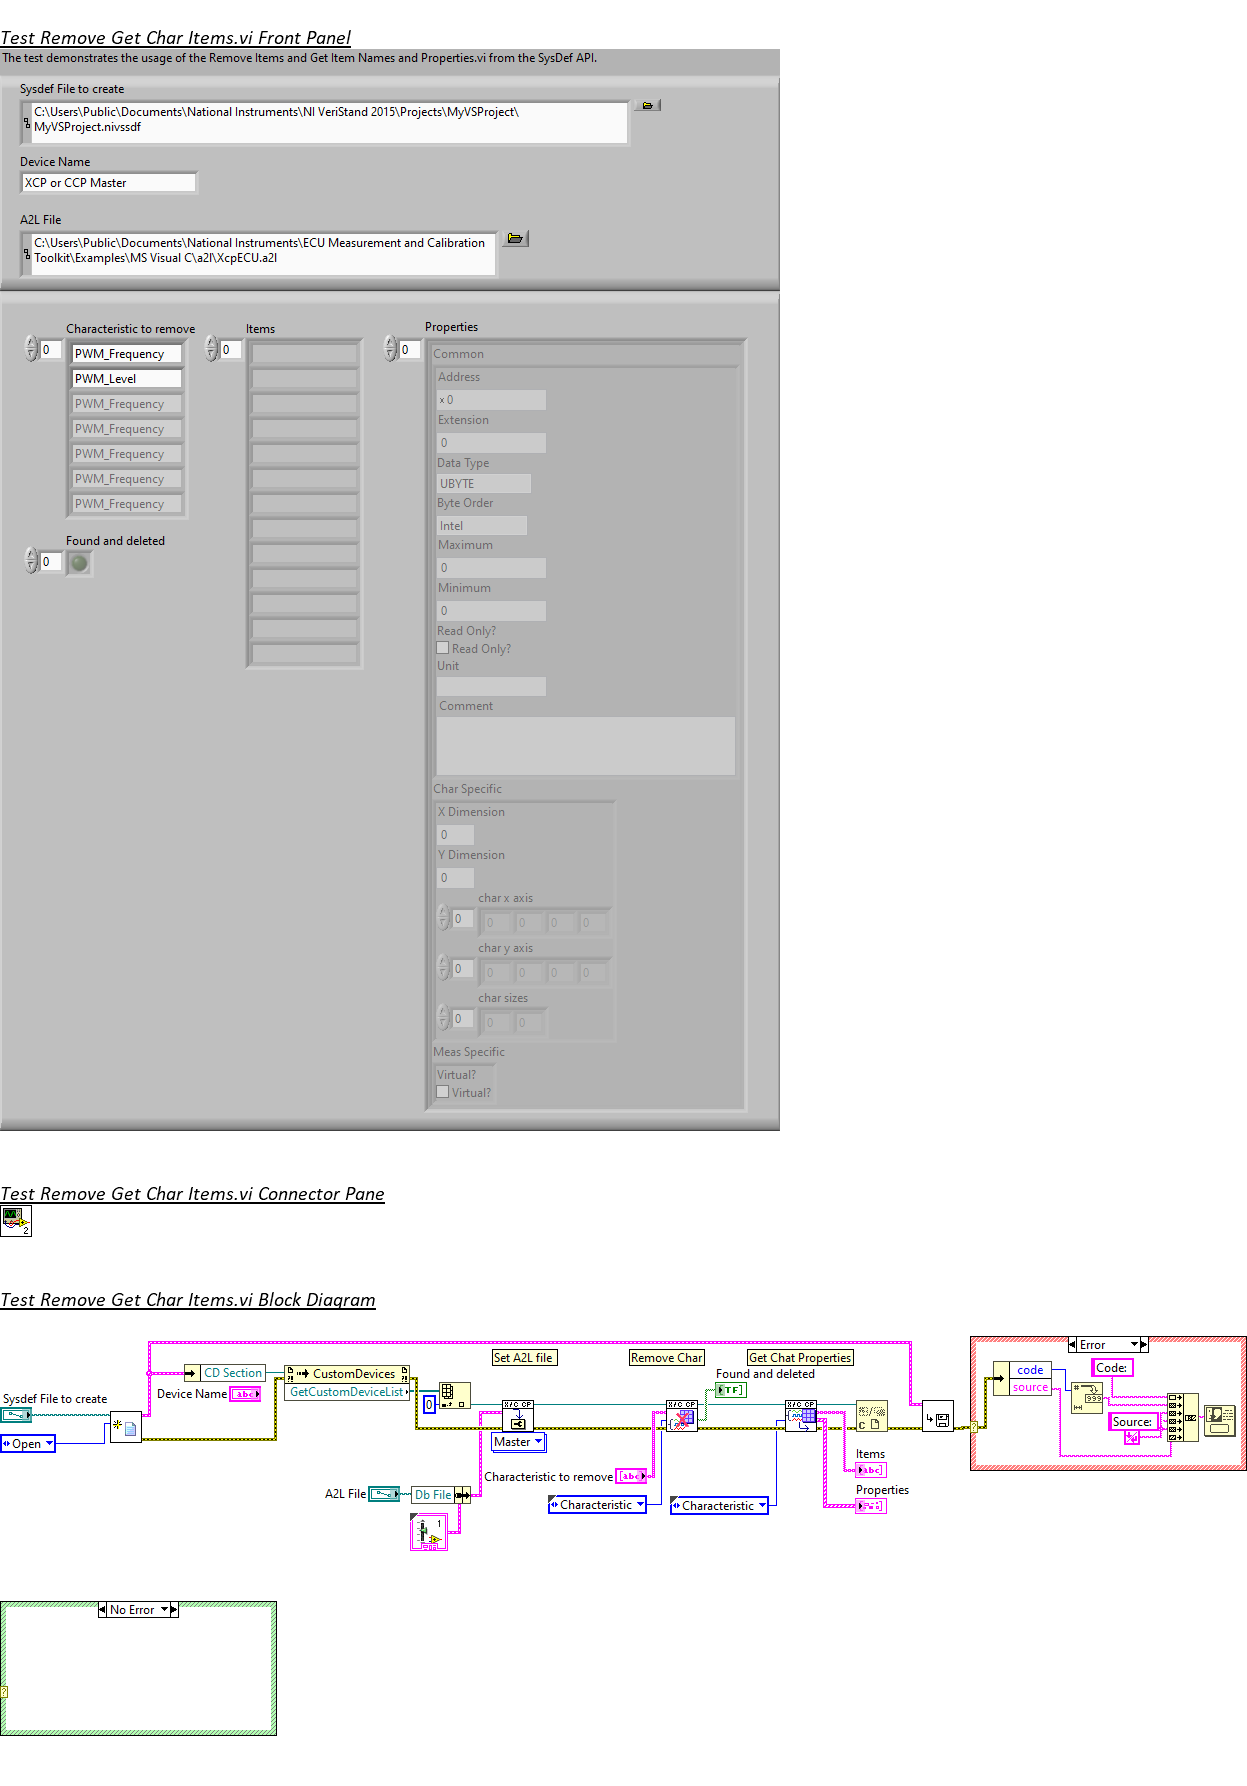 Test Remove Get Char Items.vi Front Panel
The test demonstrates the usage of the Remove Items and Get Item Names and Properties.vi from the SysDef API.
Sysdef File to create
C:\Users\Public\Documents\National Instruments\NI VeriStand 2015\Projects\MyVSProject\
MyVSProject.nivssdf
Device Name
XCP or CCP Master
A2L File
C:\Users\Public\Documents\National Instruments\ECU Measurement and Calibration
Toolkit\Examples\MS Visual C\a2l\XcpECU.a2l
Characteristic to remove
0
PWM_Frequency
PWM_Level
PWM_Frequency
PWM_Frequency
PWM_Frequency
PWM_Frequency
PWM_Frequency
Found and deleted
0
Items
0
Properties
0
Common
Address
x 0
Extension
0
Data Type
UBYTE
Byte Order
Intel
Maximum
0
Minimum
0
Read Only?
Read Only?
Unit
Comment
Char Specific
X Dimension
0
Y Dimension
0
char x axis
0 0 0 0 0
char y axis
0 0 0 0 0
char sizes
0 0 0
Meas Specific
Virtual?
Virtual?
Test Remove Get Char Items.vi Connector Pane
2
Test Remove Get Char Items.vi Block Diagram
Error
Set A2L file
Remove Char
Get Chat Properties
CD Section
CustomDevices
Found and deleted
TF
code
Code:
Device Name
abc
GetCustomDeviceList
source
Sysdef File to create
0
X/C CP
X/C CP
X/C CP
Source:
Open
Master
Items
abc
Characteristic to remove
abc
A2L File
Db File
Properties
Characteristic
Characteristic
1
No Error
?